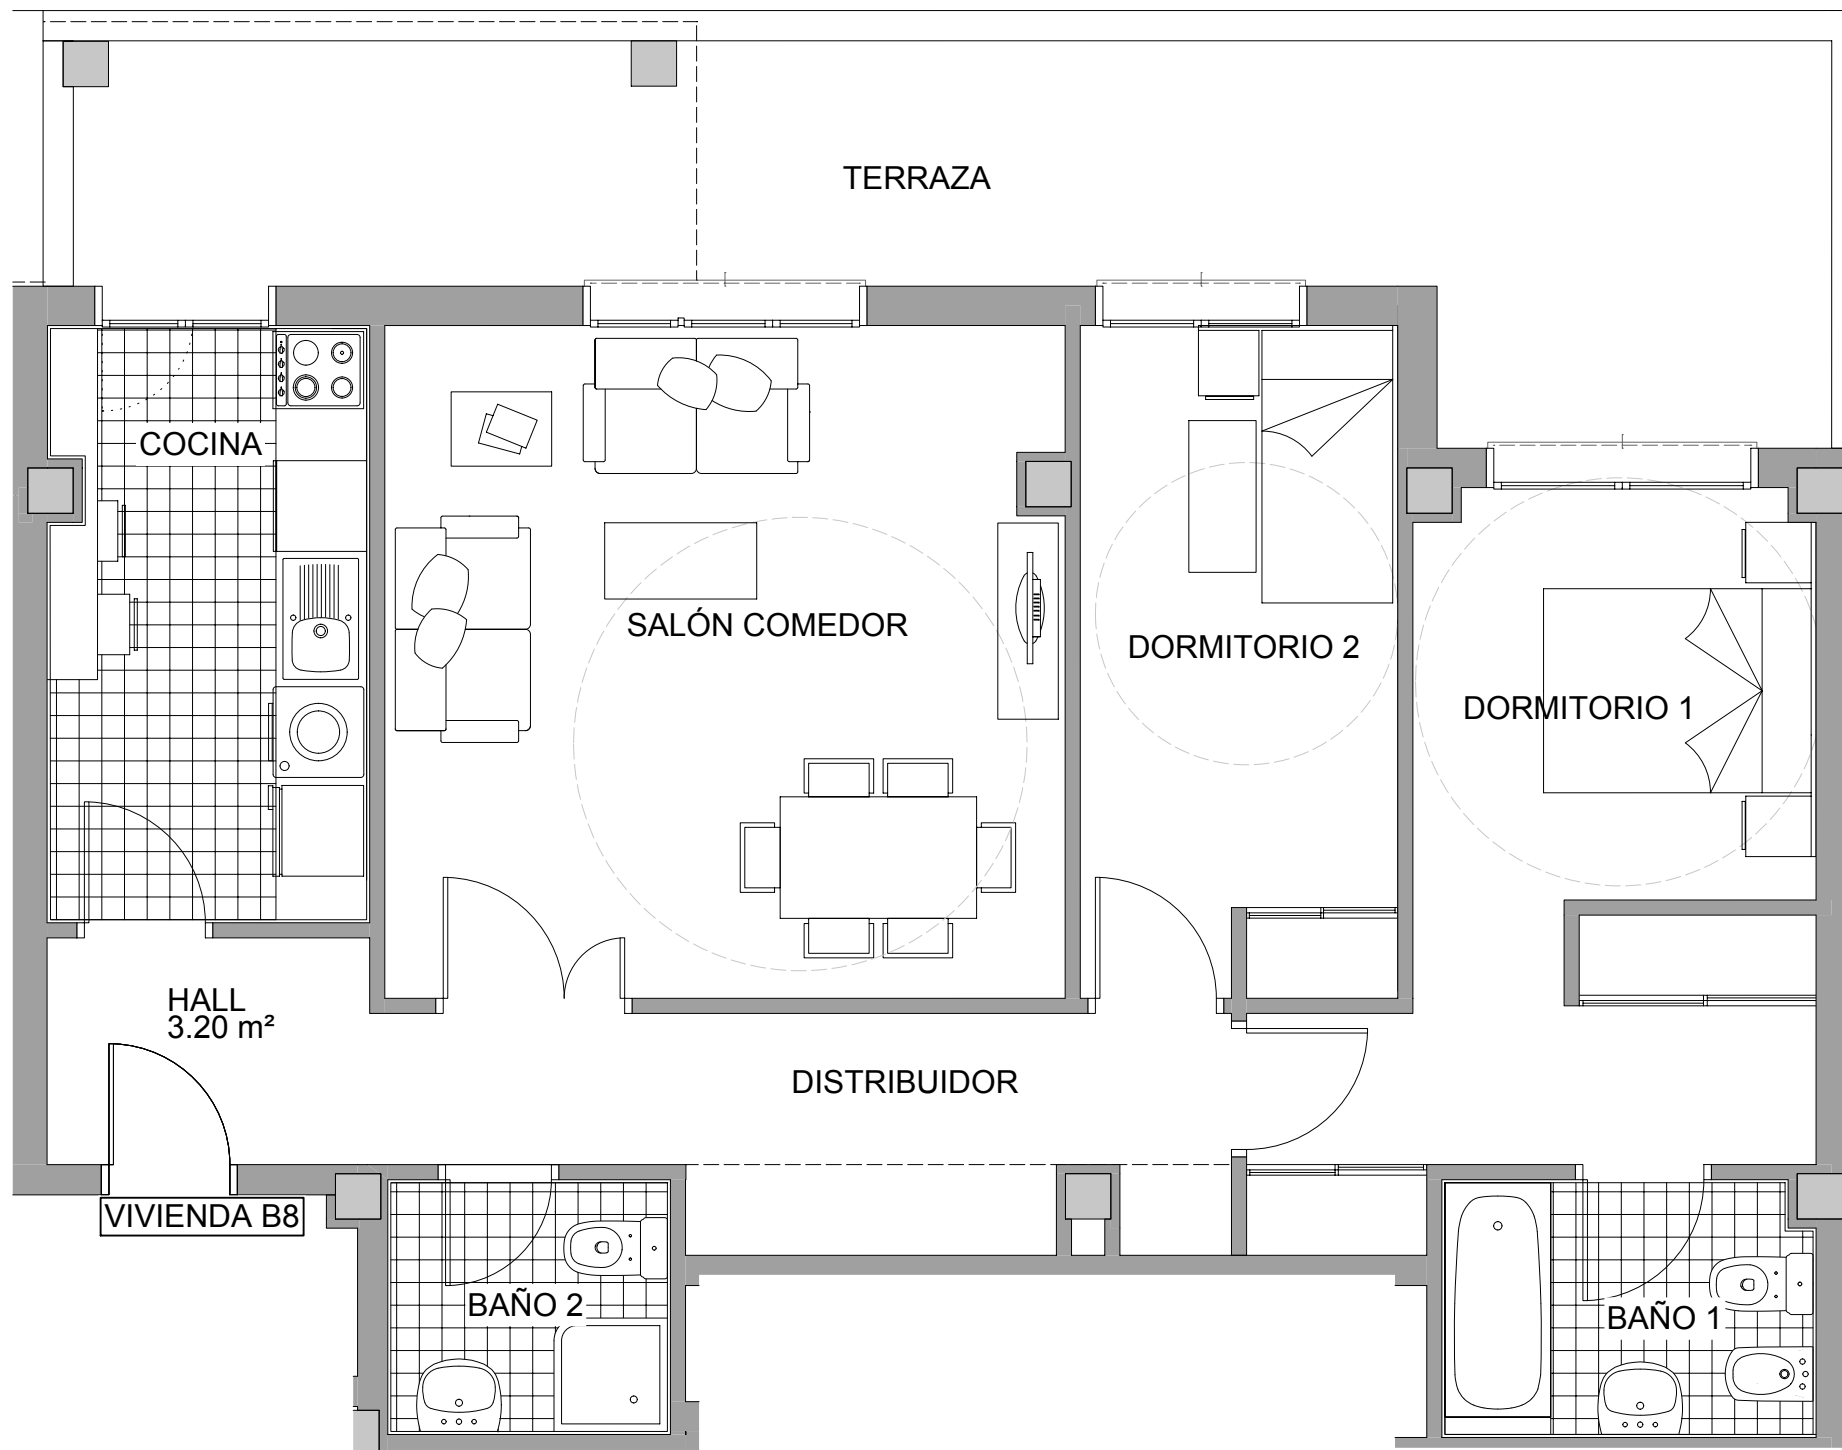 TERRAZA
COCINA
SALÓN COMEDOR
DORMITORIO 2
DORMITORIO 1
HALL
3.20 m²
DISTRIBUIDOR
VIVIENDA B8
BAÑO 2
BAÑO 1